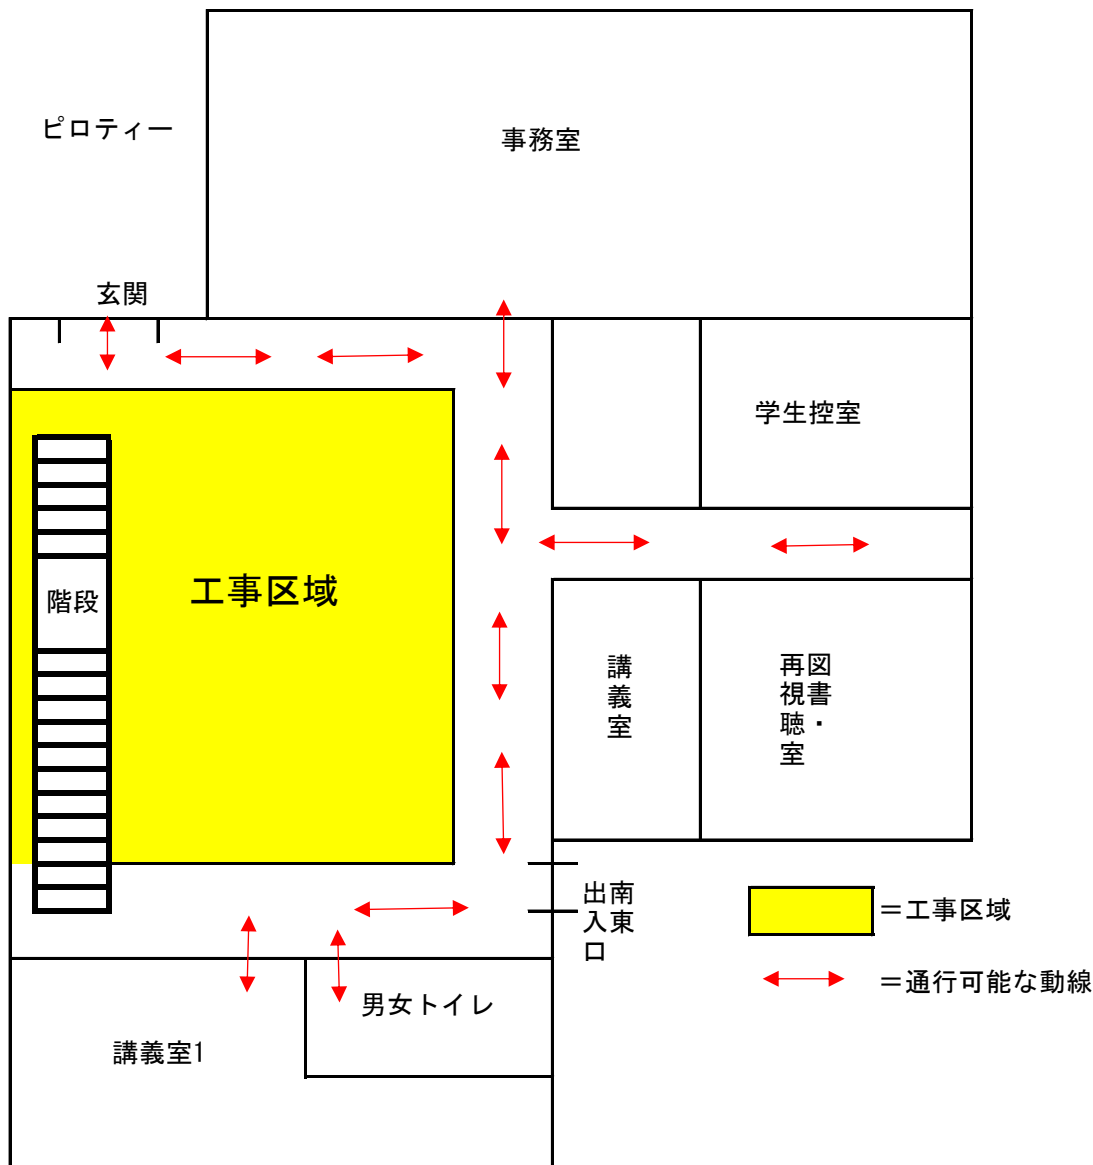 ピロティー
事務室
玄関
学生控室
工事区域
階段
講義室
図書・
再視聴室
南東
出入口
=工事区域
=通行可能な動線
男女トイレ
講義室1